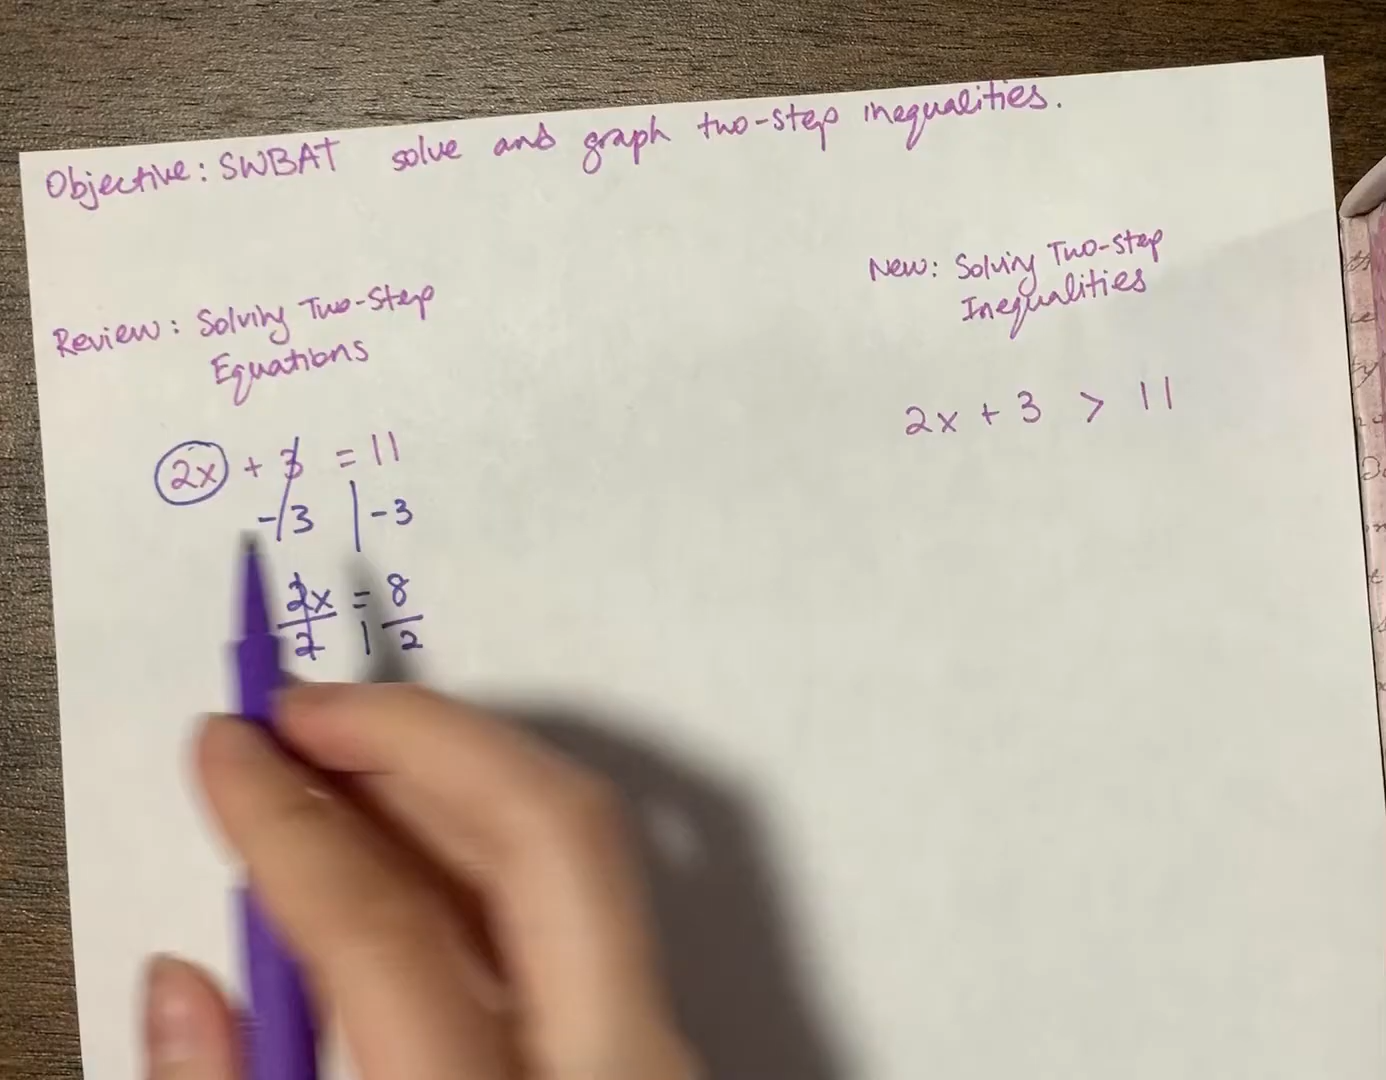 Objective: SWBAT solve and graph two-step inequalities.
Review: Solving Two-Step
Equations
2x + 3 = 11
-3 | -3
2x = 8
2 | 2
New: Solving Two-Step
Inequalities
2x + 3 > 11